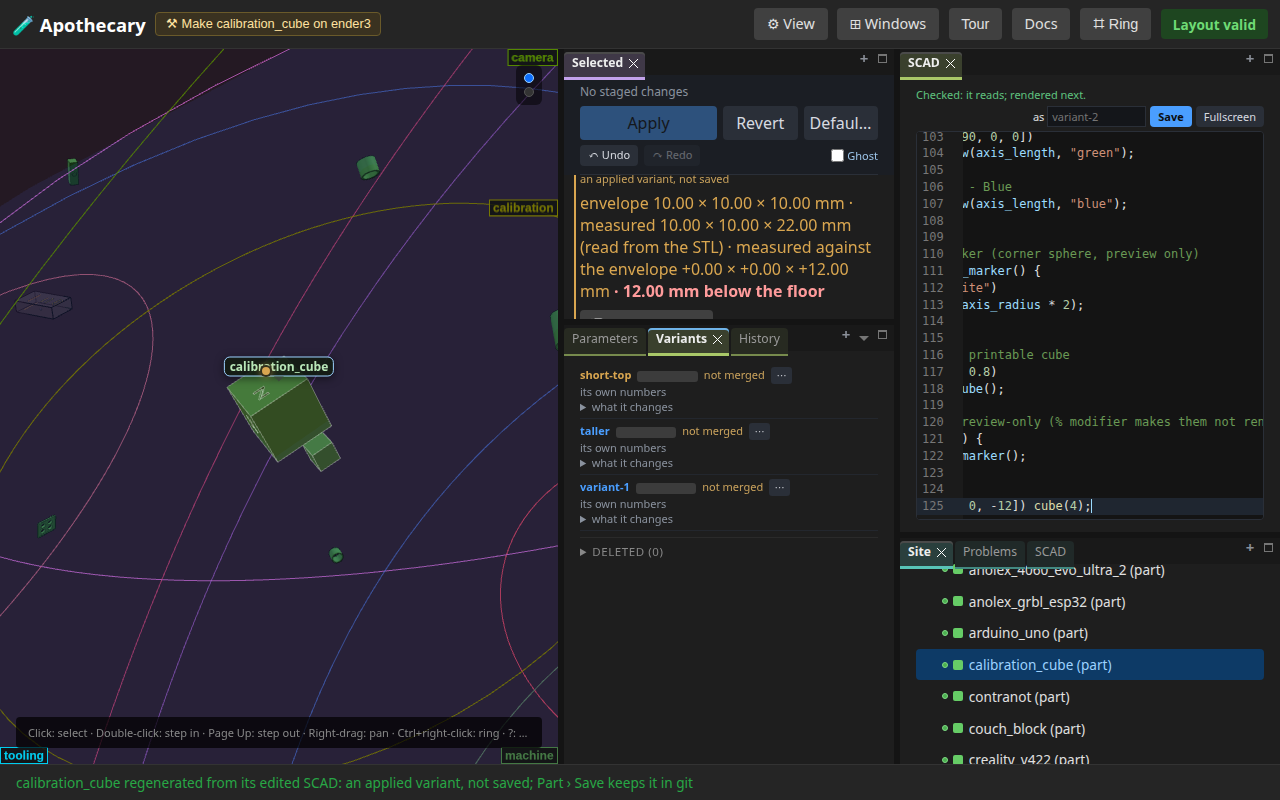 🧪 Apothecary
⚒ Make calibration_cube on ender3
⚙ View
⊞ Windows
Tour
Docs
⌗ Ring
Layout valid
camera
calibration
calibration_cube
Click: select · Double-click: step in · Page Up: step out · Right-drag: pan · Ctrl+right-click: ring · ?: ...
tooling
machine
Selected
No staged changes
Apply
Revert
Defaul...
↶ Undo
↷ Redo
Ghost
an applied variant, not saved
envelope 10.00 × 10.00 × 10.00 mm ·
measured 10.00 × 10.00 × 22.00 mm
(read from the STL) · measured against
the envelope +0.00 × +0.00 × +12.00
mm · 12.00 mm below the floor
Parameters
Variants
History
short-top
not merged
its own numbers
▶ what it changes
taller
not merged
its own numbers
▶ what it changes
variant-1
not merged
its own numbers
▶ what it changes
▶ DELETED (0)
SCAD
Checked: it reads; rendered next.
as
variant-2
Save
Fullscreen
103 90, 0, 0])
104 w(axis_length, "green");
105
106 - Blue
107 w(axis_length, "blue");
108
109
110 ker (corner sphere, preview only)
111 _marker() {
112 ite")
113 axis_radius * 2);
114
115
116 printable cube
117 0.8)
118 ube();
119
120 review-only (% modifier makes them not ren
121 ) {
122 marker();
123
124
125 0, -12]) cube(4);
Site
Problems
SCAD
anolex_4060_evo_ultra_2 (part)
anolex_grbl_esp32 (part)
arduino_uno (part)
calibration_cube (part)
contranot (part)
couch_block (part)
creality_v422 (part)
calibration_cube regenerated from its edited SCAD: an applied variant, not saved; Part › Save keeps it in git